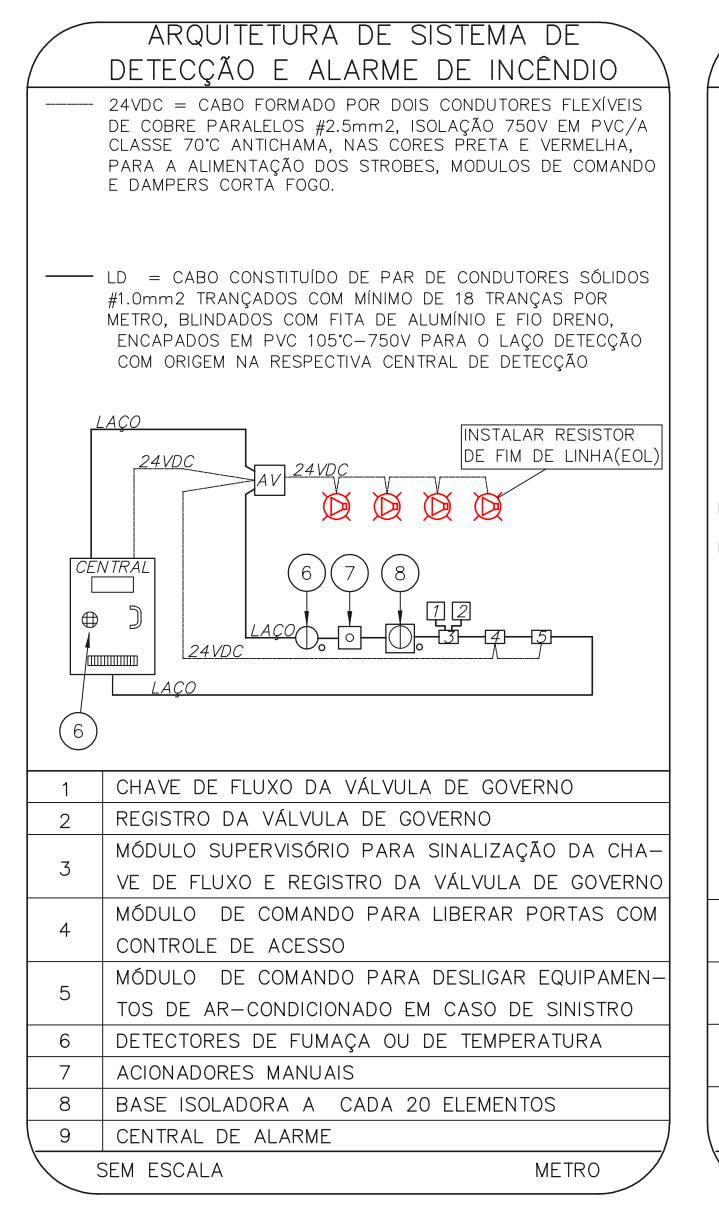 ARQUITETURA DE SISTEMA DE
DETECÇÃO E ALARME DE INCÊNDIO
24VDC = CABO FORMADO POR DOIS CONDUTORES FLEXÍVEIS
DE COBRE PARALELOS #2.5mm2, ISOLAÇÃO 750V EM PVC/A
CLASSE 70°C ANTICHAMA, NAS CORES PRETA E VERMELHA,
PARA A ALIMENTAÇÃO DOS STROBES, MODULOS DE COMANDO
E DAMPERS CORTA FOGO.
LD = CABO CONSTITUÍDO DE PAR DE CONDUTORES SÓLIDOS
#1.0mm2 TRANÇADOS COM MÍNIMO DE 18 TRANÇAS POR
METRO, BLINDADOS COM FITA DE ALUMÍNIO E FIO DRENO,
ENCAPADOS EM PVC 105°C-750V PARA O LAÇO DETECÇÃO
COM ORIGEM NA RESPECTIVA CENTRAL DE DETECÇÃO
LAÇO
INSTALAR RESISTOR
DE FIM DE LINHA(EOL)
24VDC
AV
24VDC
CENTRAL
6
7
8
1
2
LAÇO
3
4
5
24VDC
LAÇO
6
1 CHAVE DE FLUXO DA VÁLVULA DE GOVERNO
2 REGISTRO DA VÁLVULA DE GOVERNO
3 MÓDULO SUPERVISÓRIO PARA SINALIZAÇÃO DA CHA-
VE DE FLUXO E REGISTRO DA VÁLVULA DE GOVERNO
4 MÓDULO DE COMANDO PARA LIBERAR PORTAS COM
CONTROLE DE ACESSO
5 MÓDULO DE COMANDO PARA DESLIGAR EQUIPAMEN-
TOS DE AR-CONDICIONADO EM CASO DE SINISTRO
6 DETECTORES DE FUMAÇA OU DE TEMPERATURA
7 ACIONADORES MANUAIS
8 BASE ISOLADORA A CADA 20 ELEMENTOS
9 CENTRAL DE ALARME
SEM ESCALA METRO